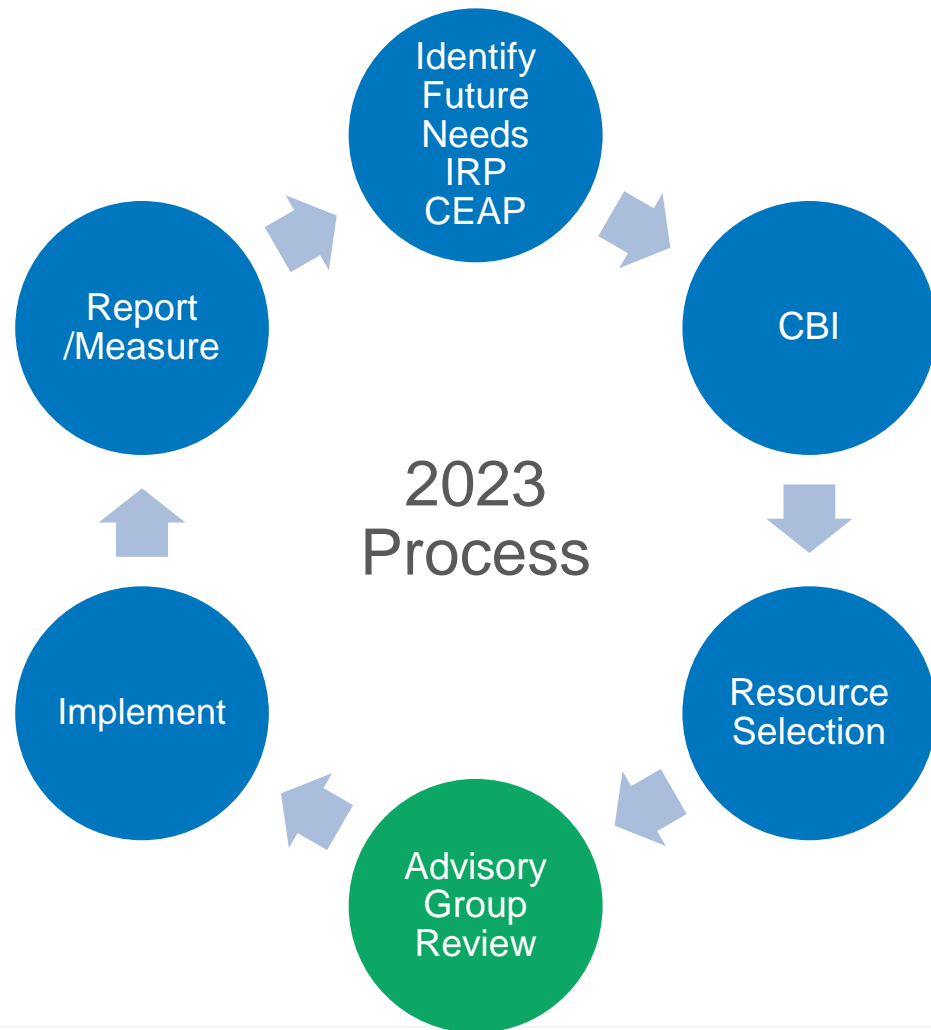 Identify
Future
Needs
IRP
CEAP
CBI
Resource
Selection
Advisory
Group
Review
Implement
Report
/Measure
2023
Process